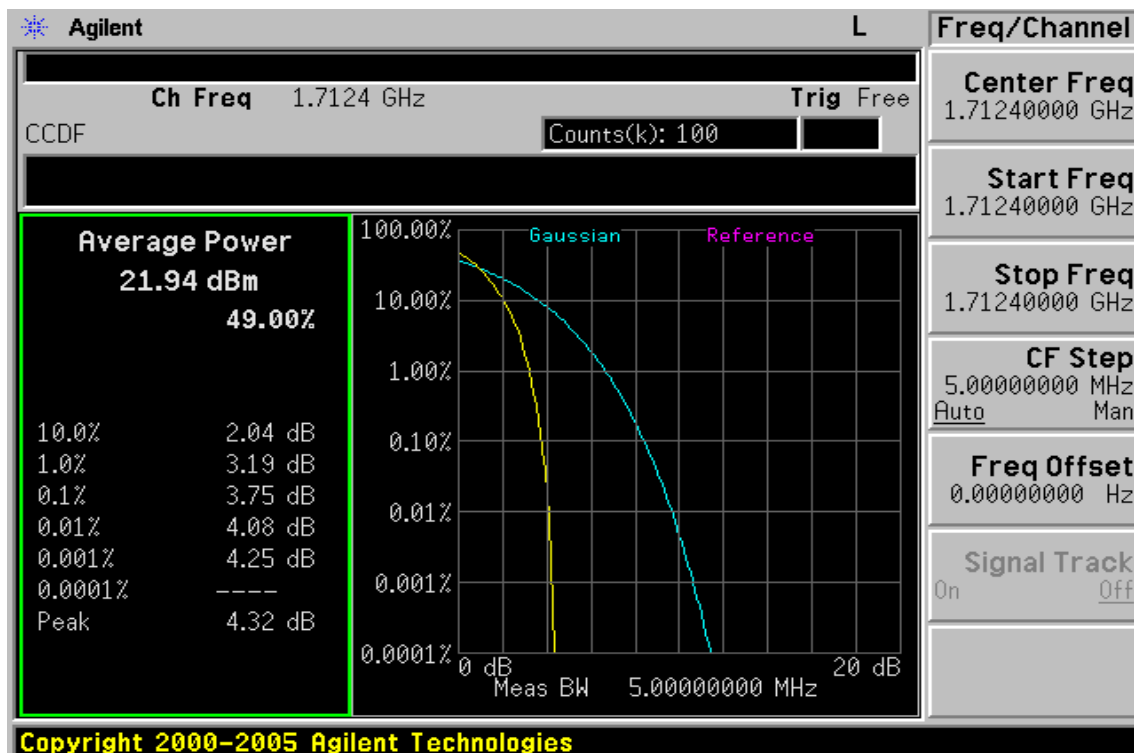 Agilent L Freq/Channel
Ch Freq 1.7124 GHz Trig Free
CCDF Counts(k): 100
Center Freq
1.71240000 GHz
Start Freq
1.71240000 GHz
Stop Freq
1.71240000 GHz
CF Step
5.00000000 MHz
Auto Man
Freq Offset
0.00000000 Hz
Signal Track
On Off
Average Power
21.94 dBm
49.00%
10.0% 2.04 dB
1.0% 3.19 dB
0.1% 3.75 dB
0.01% 4.08 dB
0.001% 4.25 dB
0.0001% ----
Peak 4.32 dB
Gaussian Reference
100.00%
10.00%
1.00%
0.10%
0.01%
0.001%
0.0001%
0 dB 20 dB
Meas BW 5.00000000 MHz
Copyright 2000-2005 Agilent Technologies